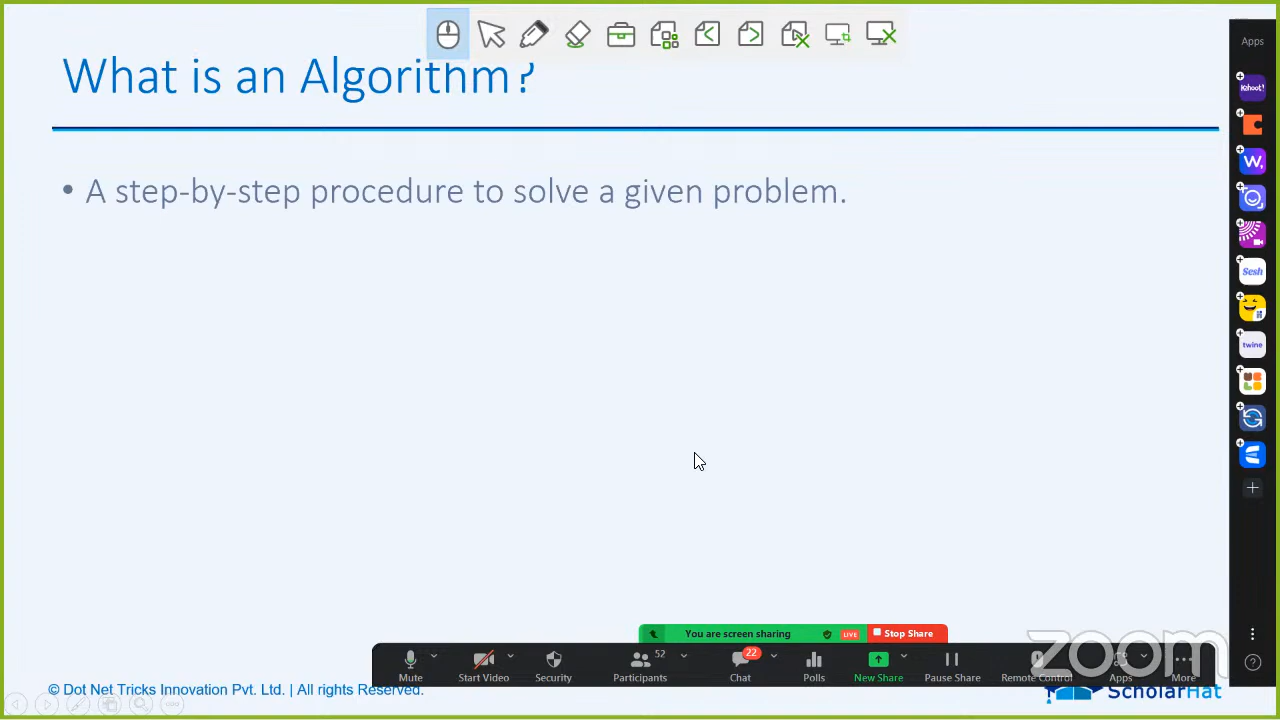 What is an Algorithm?
• A step-by-step procedure to solve a given problem.
Apps
Kahoot!
W,
Sesh
twine
You are screen sharing
LIVE
Stop Share
Mute
Start Video
Security
52
Participants
22
Chat
Polls
New Share
Pause Share
Remote Control
Apps
More
zoom
© Dot Net Tricks Innovation Pvt. Ltd. | All rights Reserved.
ScholarHat